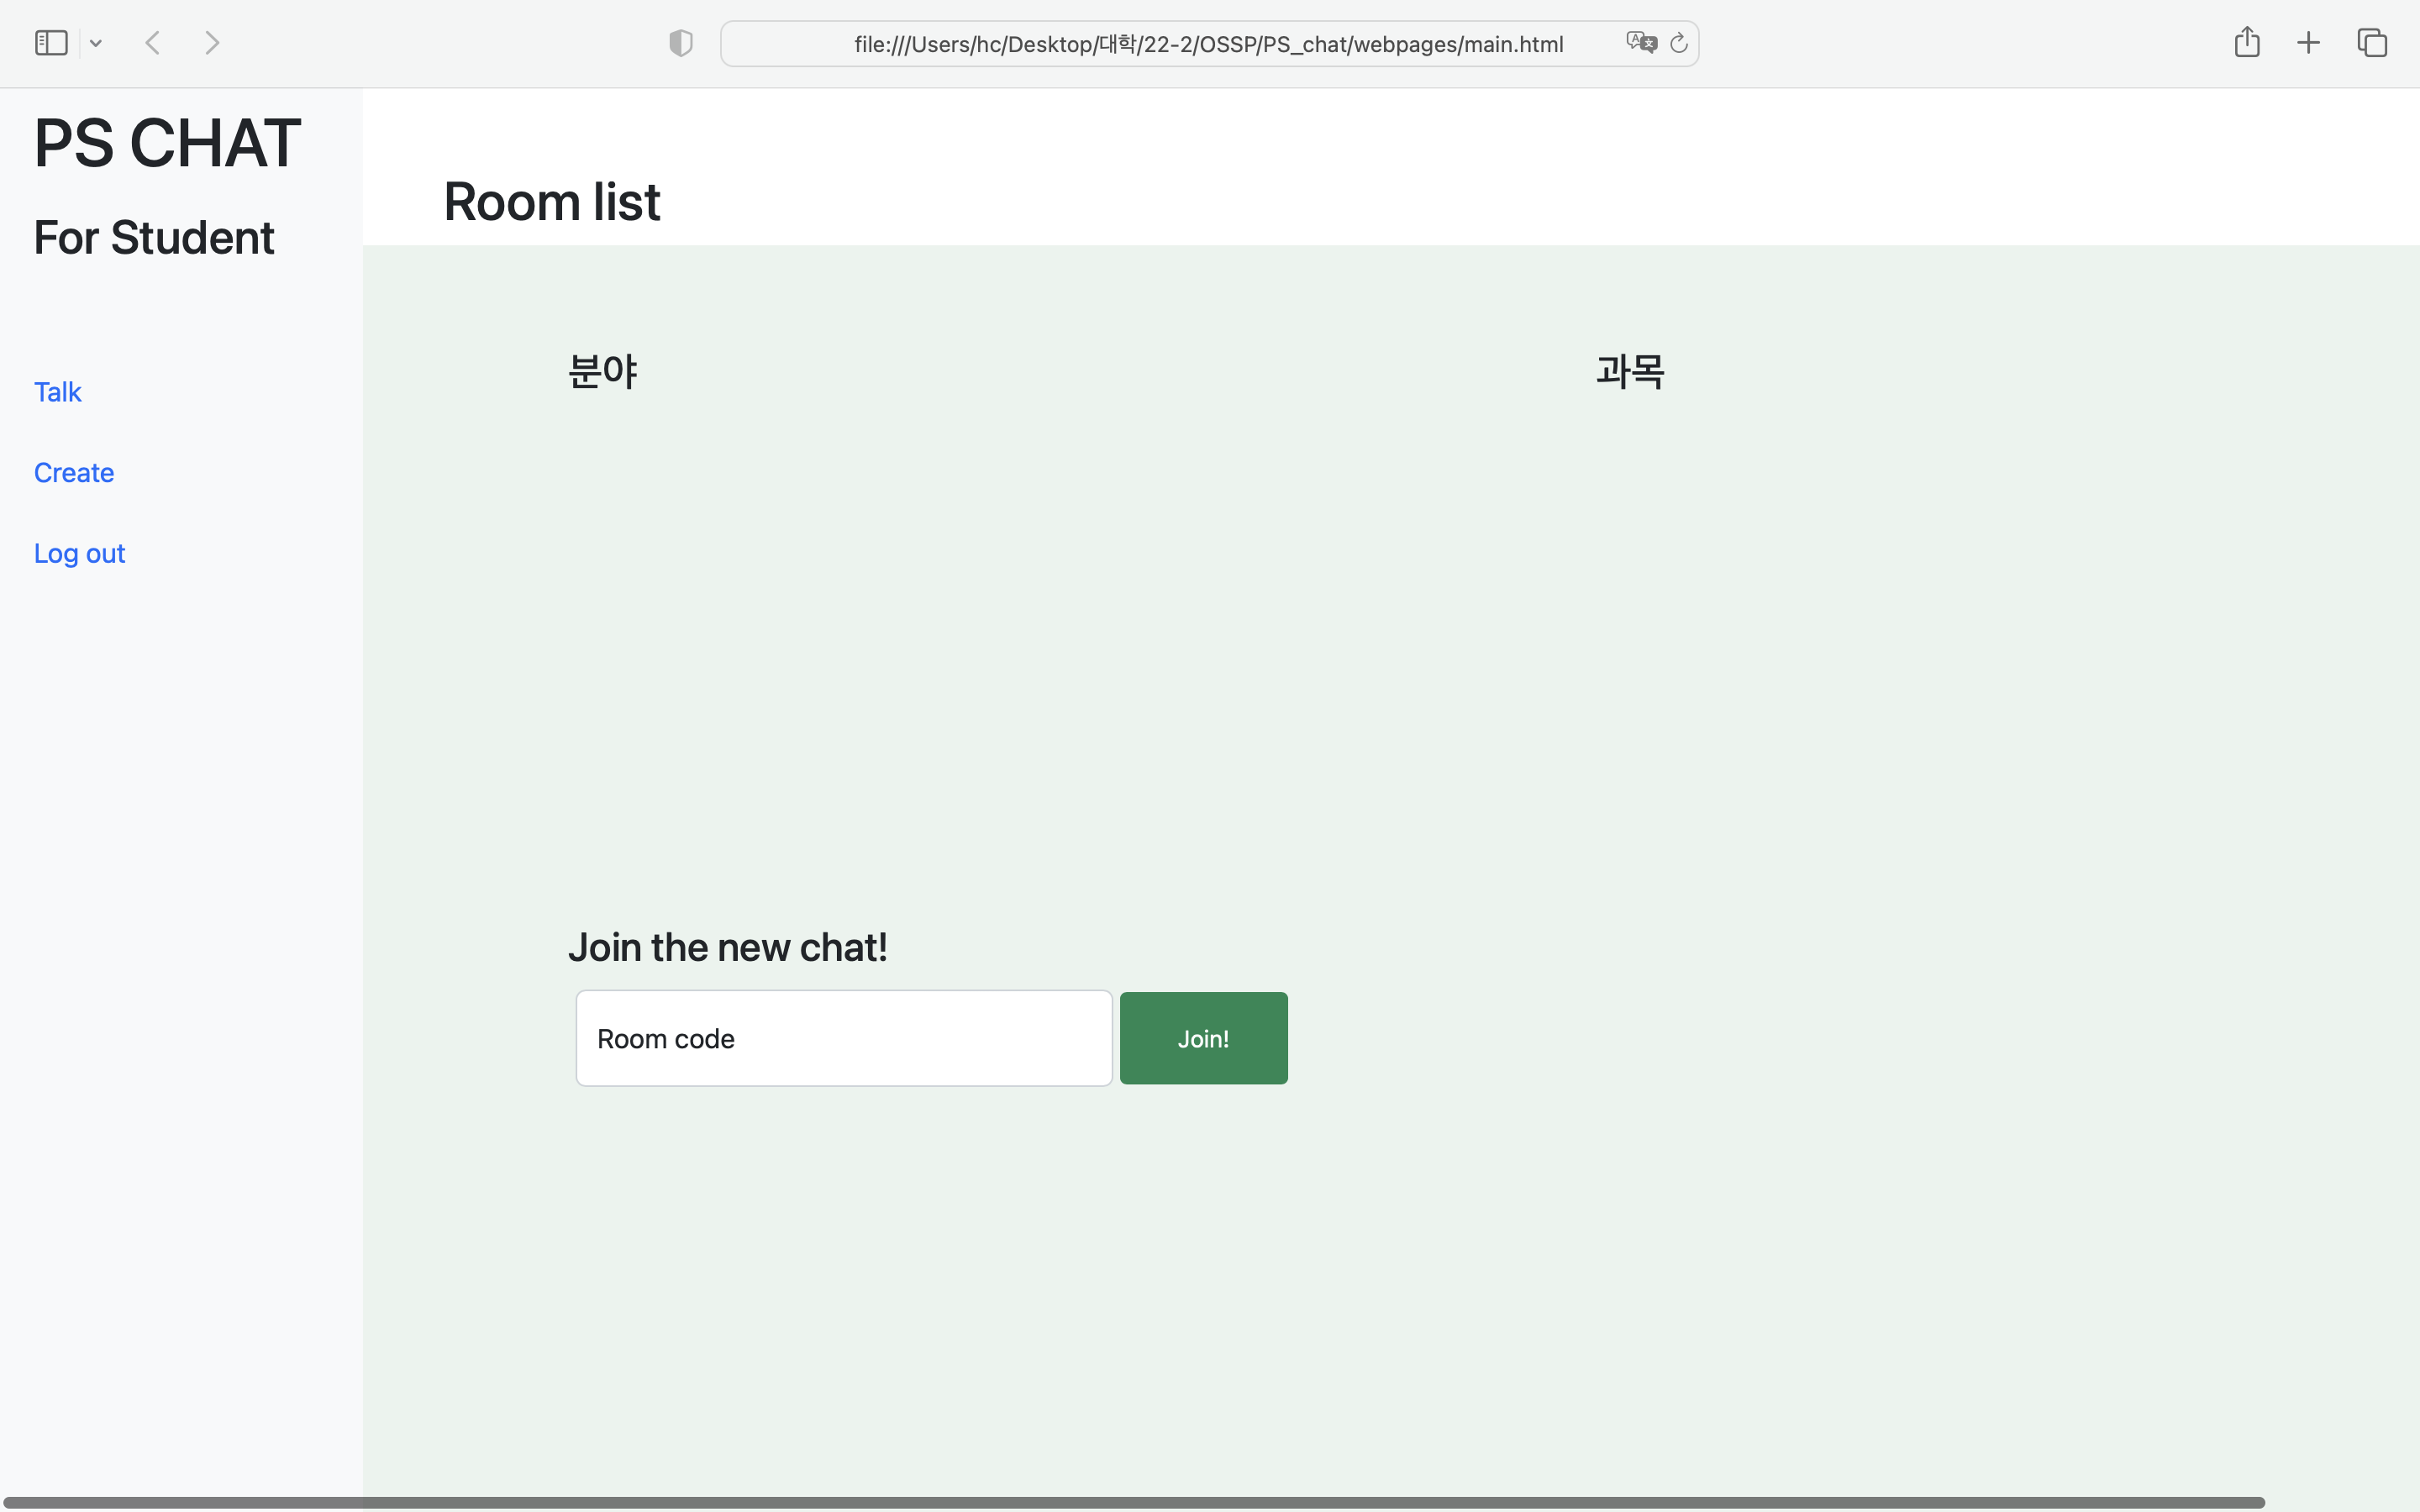 file:///Users/hc/Desktop/대학/22-2/OSSP/PS_chat/webpages/main.html
PS CHAT
For Student
Talk
Create
Log out
Room list
분야
과목
Join the new chat!
Room code
Join!